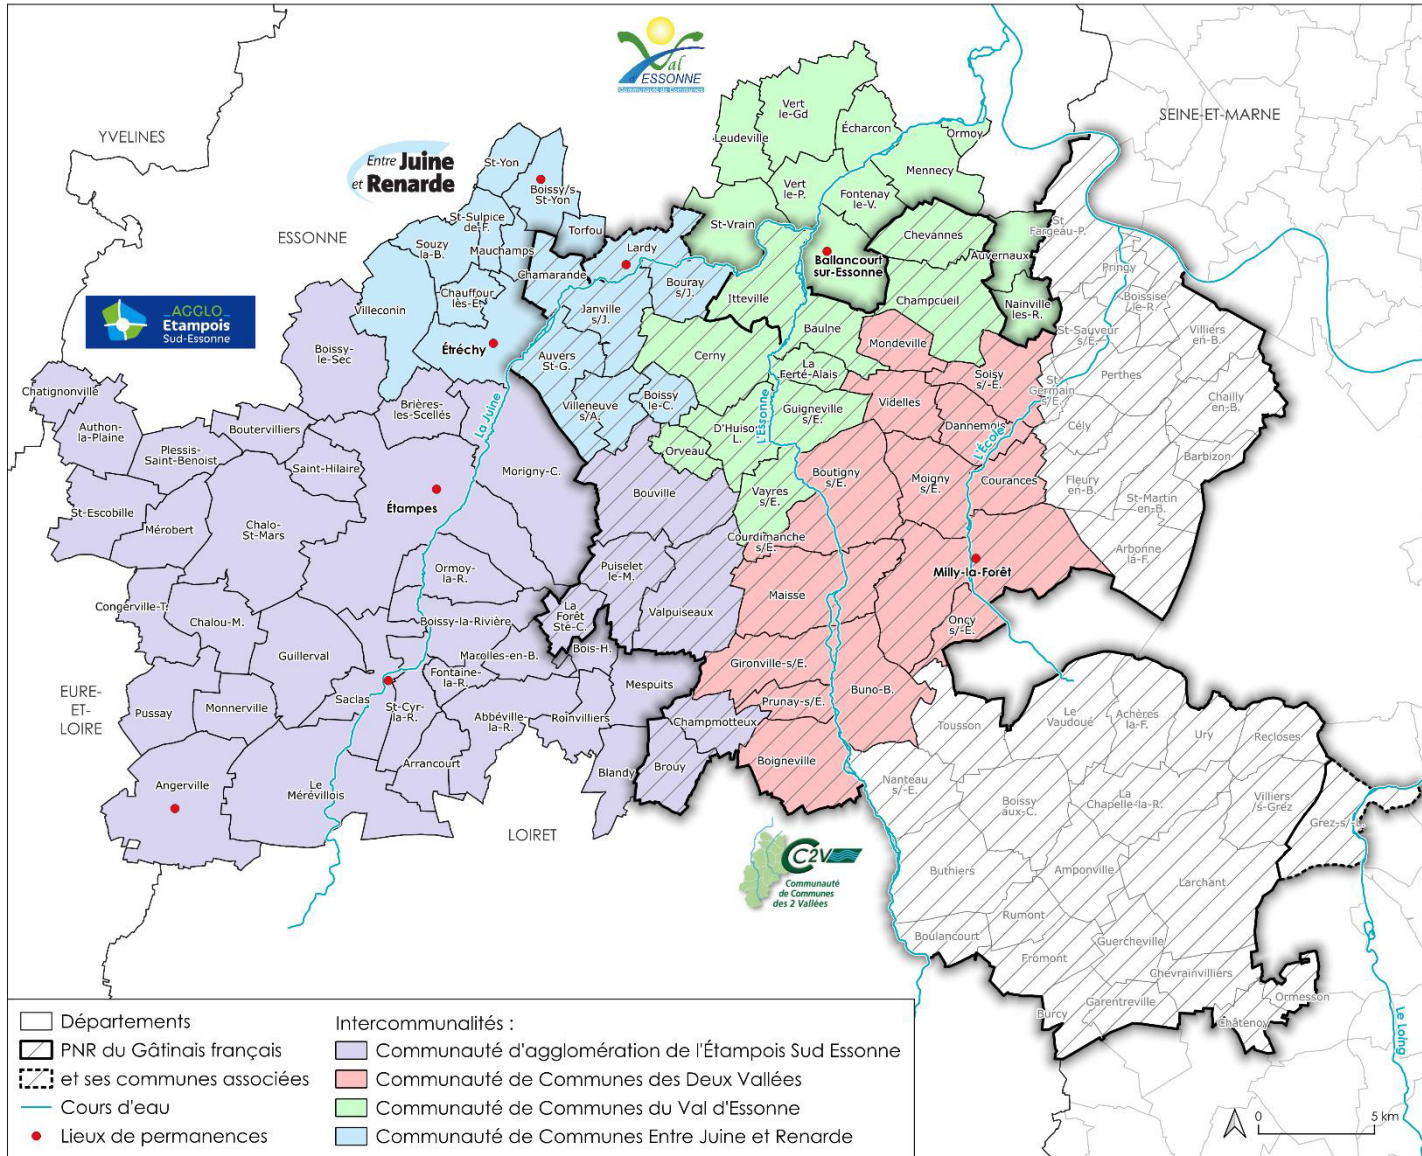 Val
d'ESSONNE
Communauté de Communes
YVELINES
SEINE-ET-MARNE
Entre Juine
et Renarde
ESSONNE
_AGGLO_
Etampois
Sud-Essonne
EURE-
ET-
LOIRE
LOIRET
C2V
Communauté
de Communes
des 2 Vallées
Vert
le-Gd
Leudeville
Écharcon
Ormoy
Mennecy
Vert
le-P.
Fontenay
le-V.
St-Vrain
Ballancourt
sur-Essonne
Chevannes
Auvernaux
Champcueil
Nainville
les-R.
Itteville
Baulne
Cerny
La
Ferté-Alais
Guigneville
s/E.
D'Huison
L.
Orveau
Vayres
s/E.
St-Yon
Boissy/s
St-Yon
Torfou
St-Sulpice
de-F.
Souzy
la-B.
Mauchamps
Chamarande
Lardy
Bouray
s/J.
Chauffour
lès-E.
Villeconin
Étréchy
Janville
s/J.
Auvers
St-G.
Villeneuve
s/A.
Boissy
le-C.
Boissy-
le-Sec
Chatignonville
Authon-
la-Plaine
Plessis-
Saint-Benoist
Boutervilliers
Brières-
les-Scellés
Saint-Hilaire
Morigny-C.
St-Escobille
Mérobert
Chalo-
St-Mars
Étampes
Bouville
Ormoy-
la-R.
Puiselet
le-M.
Valpuiseaux
Congerville-T.
Chalou-M.
Guillerval
Boissy-la-Rivière
La
Forêt
Ste-C.
Bois-H.
Marolles-en-B.
Fontaine-
la-R.
Mespuits
Saclas
St-Cyr-
la-R.
Abbéville-
la-R.
Roinvilliers
Pussay
Monnerville
Champmotteux
Brouy
Blandy
Arrancourt
Le
Mérévillois
Angerville
Mondeville
Soisy
s/-E.
Videlles
Dannemois
Boutigny
s/E.
Moigny
s/E.
Courances
Courdimanche
s/E.
Maisse
Milly-la-Forêt
Oncy
s/-E.
Gironville-s/E.
Prunay-s/E.
Buno-B.
Boigneville
La Juine
L'Essonne
L'École
Le Loing
St
Fargeau-P.
Pringy
Boissise
le-R.
St-Sauveur
s/E.
Villiers
en-B.
St-
Germain
s/E.
Perthes
Chailly
en-B.
Cély
Barbizon
Fleury
en-B.
St-Martin
en-B.
Arbonne
la-F.
Tousson
Le
Vaudoué
Achères
la-F.
Ury
Recloses
Nanteau
s/-E.
Boissy
aux-C.
La
Chapelle-la-R.
Villiers
/s-Grez
Grez-s/-L.
Buthiers
Amponville
Larchant
Rumont
Boulancourt
Guercheville
Fromont
Chevrainvilliers
Garentreville
Burcy
Ormesson
Châtenoy
Départements
PNR du Gâtinais français
et ses communes associées
Cours d'eau
Lieux de permanences
Intercommunalités :
Communauté d'agglomération de l'Étampois Sud Essonne
Communauté de Communes des Deux Vallées
Communauté de Communes du Val d'Essonne
Communauté de Communes Entre Juine et Renarde
0 5 km